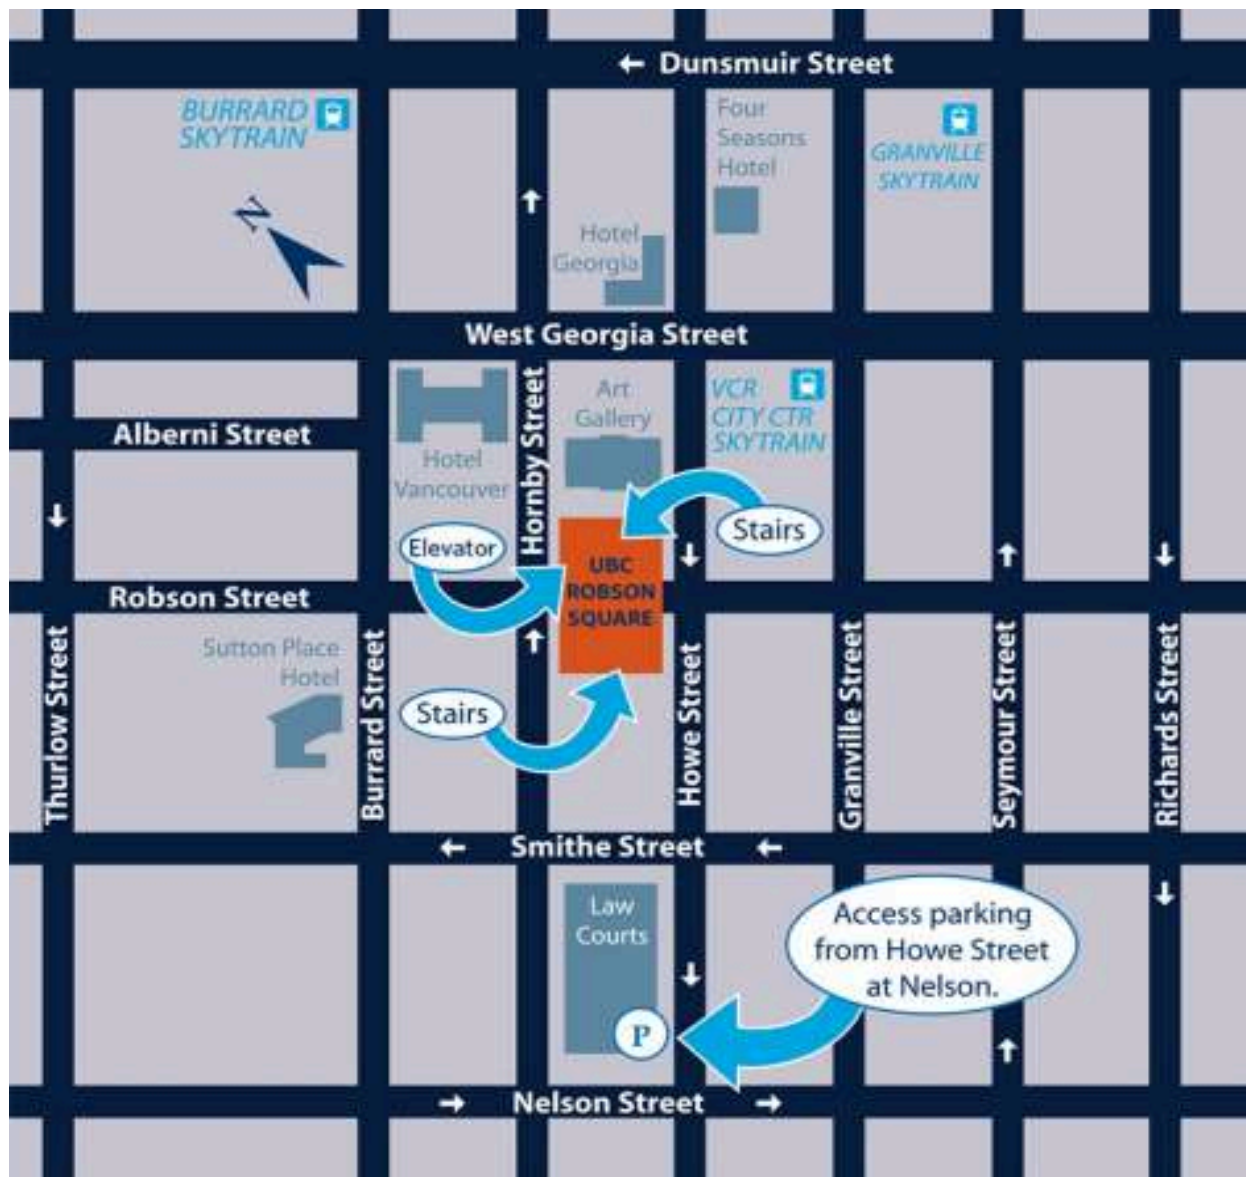 ← Dunsmuir Street
BURRARD
SKYTRAIN
Four
Seasons
Hotel
GRANVILLE
SKYTRAIN
N
Hotel
Georgia
West Georgia Street
Art
Gallery
VCR
CITY CTR
SKYTRAIN
Alberni Street
Hotel
Vancouver
Hornby Street
Stairs
Elevator
UBC
ROBSON
SQUARE
Robson Street
Sutton Place
Hotel
Stairs
Thurlow Street
Burrard Street
Howe Street
Granville Street
Seymour Street
Richards Street
← Smithe Street ←
Law
Courts
Access parking
from Howe Street
at Nelson.
P
→ Nelson Street →